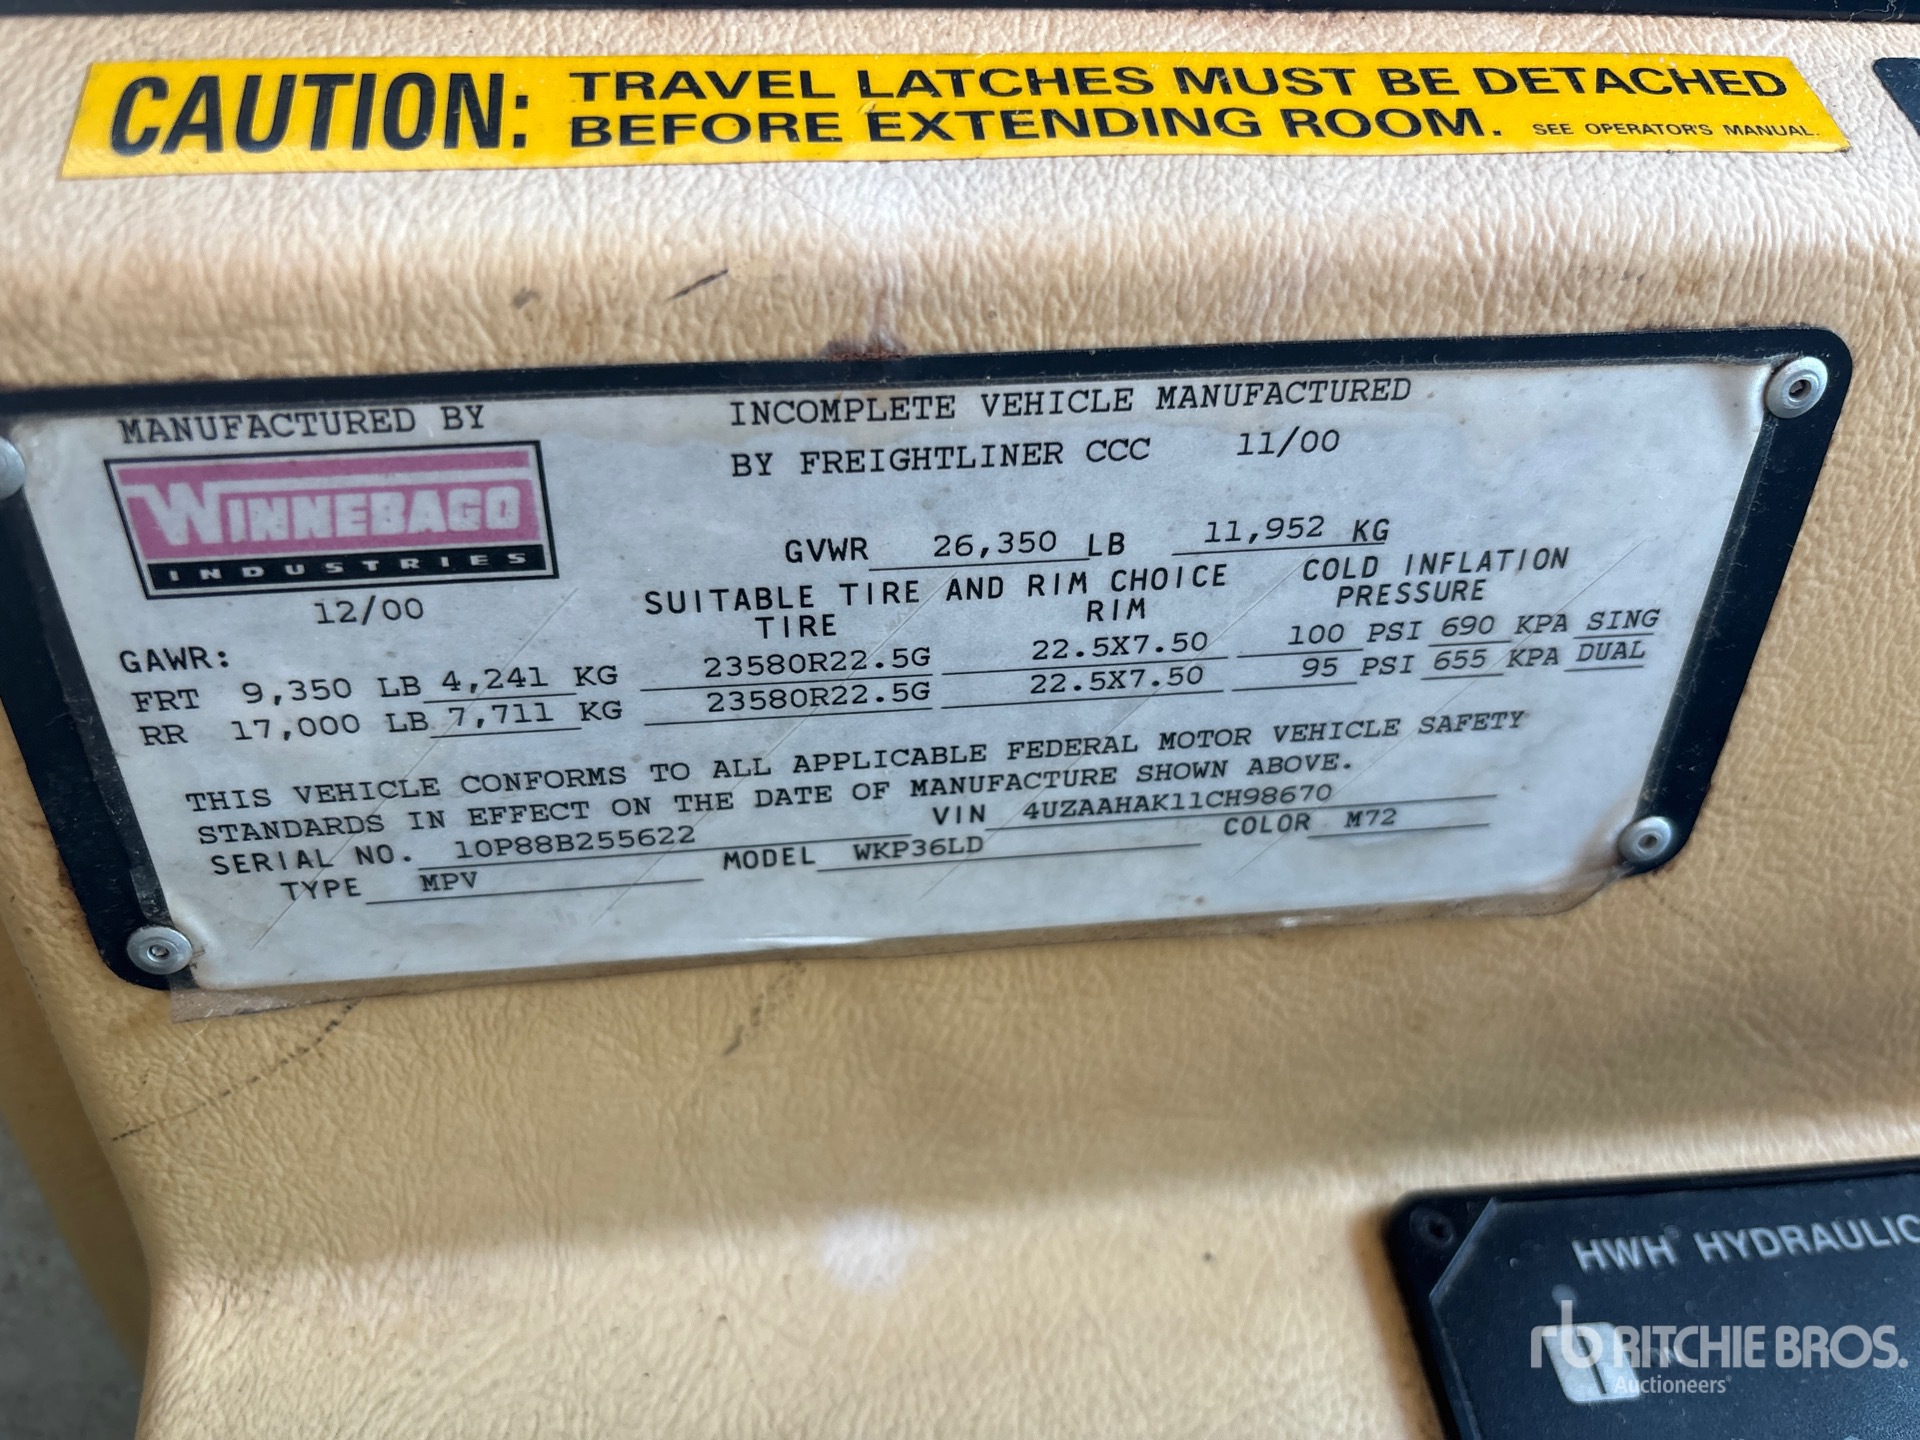 CAUTION: TRAVEL LATCHES MUST BE DETACHED
BEFORE EXTENDING ROOM. SEE OPERATOR'S MANUAL.
MANUFACTURED BY
WINNEBAGO
INDUSTRIES
12/00
INCOMPLETE VEHICLE MANUFACTURED
BY FREIGHTLINER CCC 11/00
GVWR 26,350 LB 11,952 KG
SUITABLE TIRE AND RIM CHOICE COLD INFLATION
TIRE RIM PRESSURE
GAWR:
FRT 9,350 LB 4,241 KG 23580R22.5G 22.5X7.50 100 PSI 690 KPA SING
RR 17,000 LB 7,711 KG 23580R22.5G 22.5X7.50 95 PSI 655 KPA DUAL
THIS VEHICLE CONFORMS TO ALL APPLICABLE FEDERAL MOTOR VEHICLE SAFETY
STANDARDS IN EFFECT ON THE DATE OF MANUFACTURE SHOWN ABOVE.
SERIAL NO. 10P88B255622 VIN 4UZAAHAK11CH98670
TYPE MPV MODEL WKP36LD COLOR M72
HWH HYDRAULIC
ON
rb RITCHIE BROS.
Auctioneers